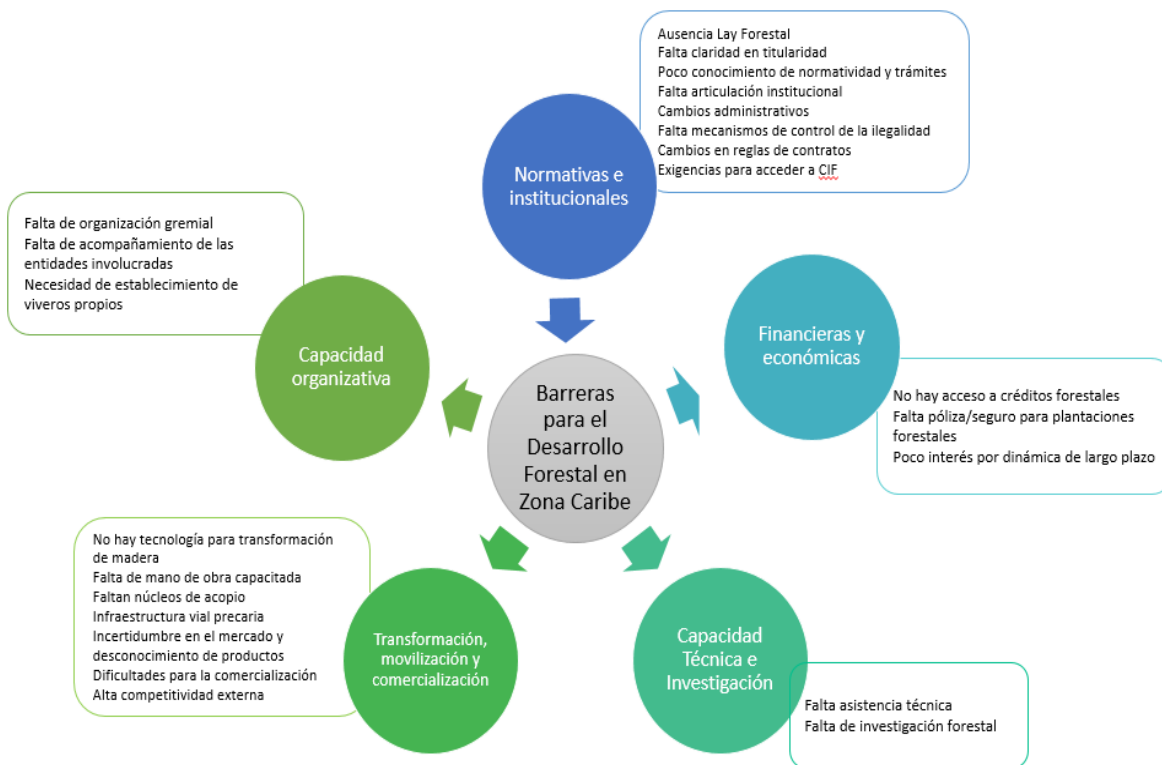 Ausencia Lay Forestal
Falta claridad en titularidad
Poco conocimiento de normatividad y trámites
Falta articulación institucional
Cambios administrativos
Falta mecanismos de control de la ilegalidad
Cambios en reglas de contratos
Exigencias para acceder a CIF
Normativas e
institucionales
Falta de organización gremial
Falta de acompañamiento de las
entidades involucradas
Necesidad de establecimiento de
viveros propios
Capacidad
organizativa
Financieras y
económicas
No hay acceso a créditos forestales
Falta póliza/seguro para plantaciones
forestales
Poco interés por dinámica de largo plazo
Barreras
para el
Desarrollo
Forestal en
Zona Caribe
No hay tecnología para transformación
de madera
Falta de mano de obra capacitada
Faltan núcleos de acopio
Infraestructura vial precaria
Incertidumbre en el mercado y
desconocimiento de productos
Dificultades para la comercialización
Alta competitividad externa
Transformación,
movilización y
comercialización
Capacidad
Técnica e
Investigación
Falta asistencia técnica
Falta de investigación forestal